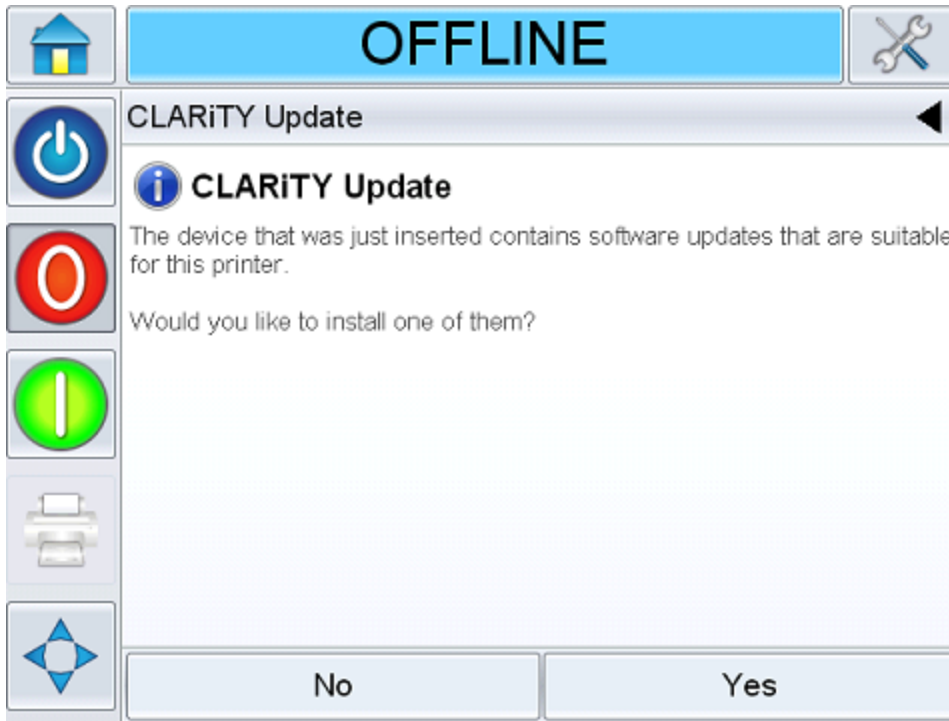 OFFLINE
CLARiTY Update
CLARiTY Update
The device that was just inserted contains software updates that are suitable
for this printer.
Would you like to install one of them?
No
Yes